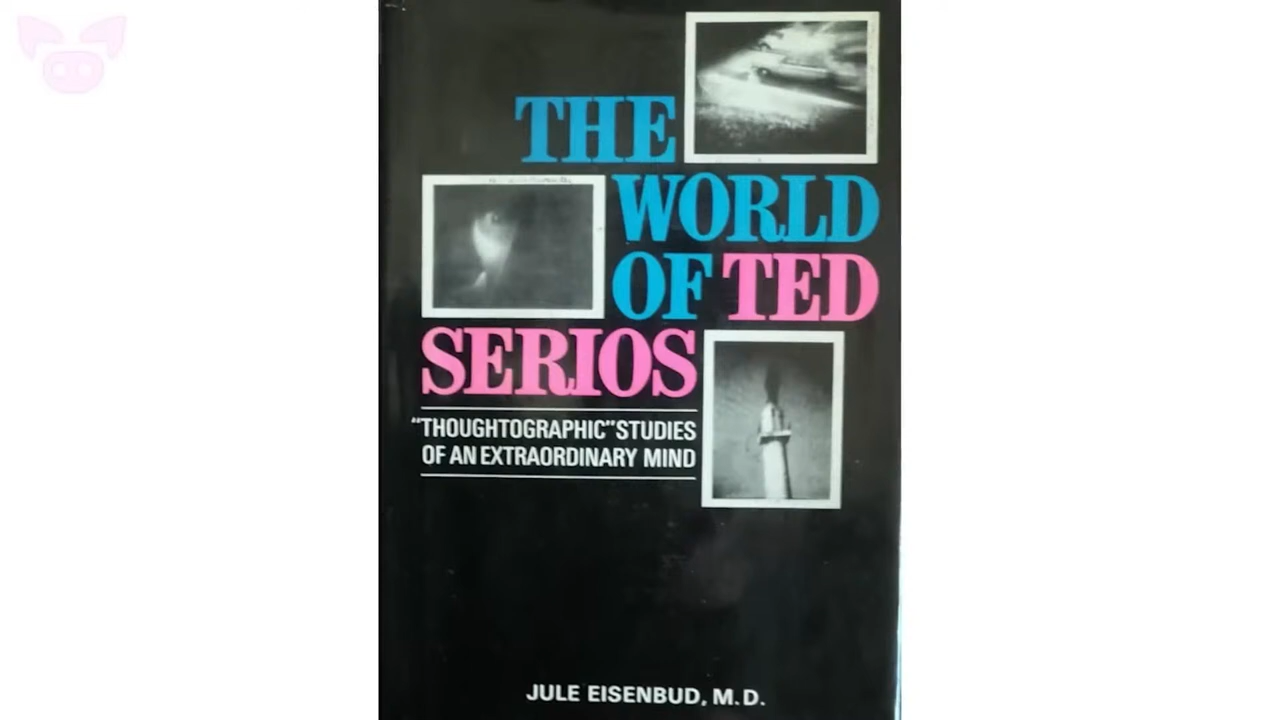 THE
WORLD
OF TED
SERIOS
“THOUGHTOGRAPHIC” STUDIES
OF AN EXTRAORDINARY MIND
JULE EISENBUD, M.D.